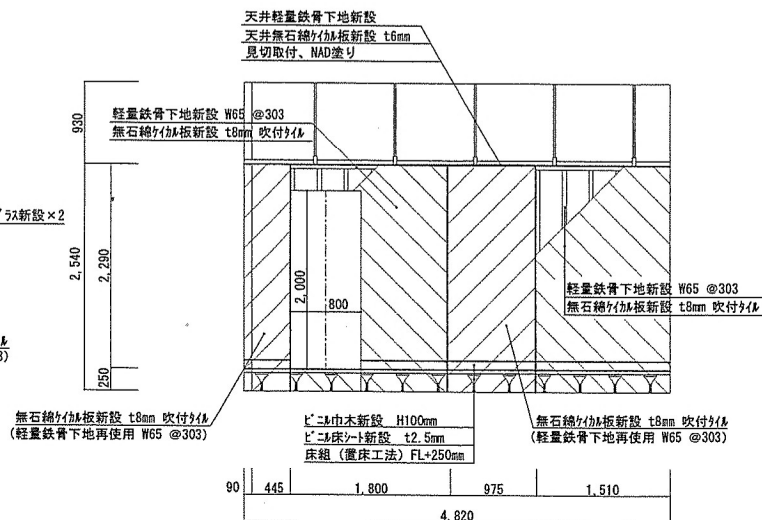 天井軽量鉄骨下地新設
天井無石綿ｹｲｶﾙ板新設 t6mm
見切取付、NAD塗り
930
軽量鉄骨下地新設 W65 @303
無石綿ｹｲｶﾙ板新設 t8mm 吹付ﾀｲﾙ
ﾗｽ新設×2
2,540
2,290
2,000
800
250
軽量鉄骨下地新設 W65 @303
無石綿ｹｲｶﾙ板新設 t8mm 吹付ﾀｲﾙ
無石綿ｹｲｶﾙ板新設 t8mm 吹付ﾀｲﾙ
(軽量鉄骨下地再使用 W65 @303)
ﾋﾞﾆﾙ巾木新設 H100mm
ﾋﾞﾆﾙ床ｼｰﾄ新設 t2.5mm
床組 (置床工法) FL+250mm
無石綿ｹｲｶﾙ板新設 t8mm 吹付ﾀｲﾙ
(軽量鉄骨下地再使用 W65 @303)
90 445 1,800 975 1,510
4,820